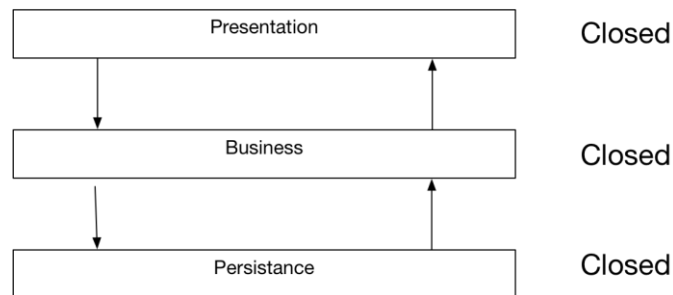 Presentation
Closed
Business
Closed
Persistance
Closed